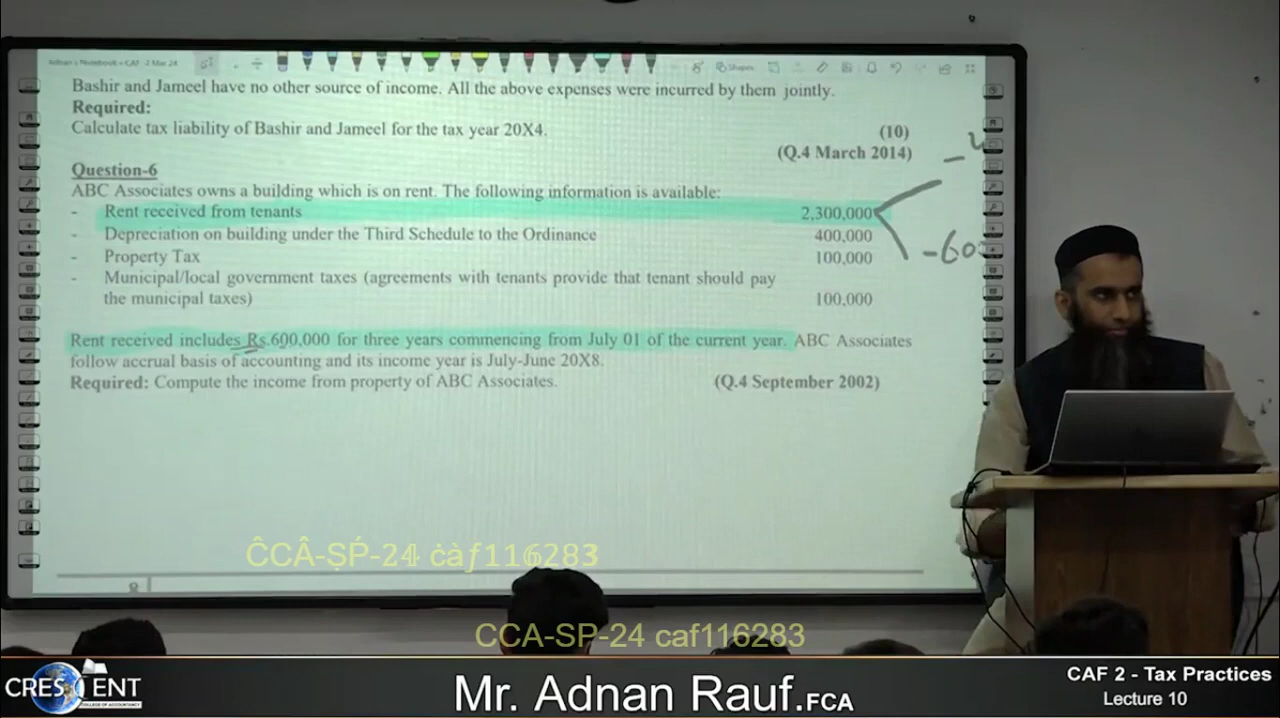 Bashir and Jameel have no other source of income. All the above expenses were incurred by them jointly.
Required:
Calculate tax liability of Bashir and Jameel for the tax year 20X4. (10)
(Q.4 March 2014)
Question-6
ABC Associates owns a building which is on rent. The following information is available:
- Rent received from tenants 2,300,000
- Depreciation on building under the Third Schedule to the Ordinance 400,000
- Property Tax 100,000
- Municipal/local government taxes (agreements with tenants provide that tenant should pay
the municipal taxes) 100,000
Rent received includes Rs.600,000 for three years commencing from July 01 of the current year. ABC Associates
follow accrual basis of accounting and its income year is July-June 20X8.
Required: Compute the income from property of ABC Associates. (Q.4 September 2002)
ĈCÂ-ṢṔ-24 ċàƒ116283
CCA-SP-24 caf116283
CRESCENT
COLLEGE OF ACCOUNTANCY
Mr. Adnan Rauf.FCA
CAF 2 - Tax Practices
Lecture 10